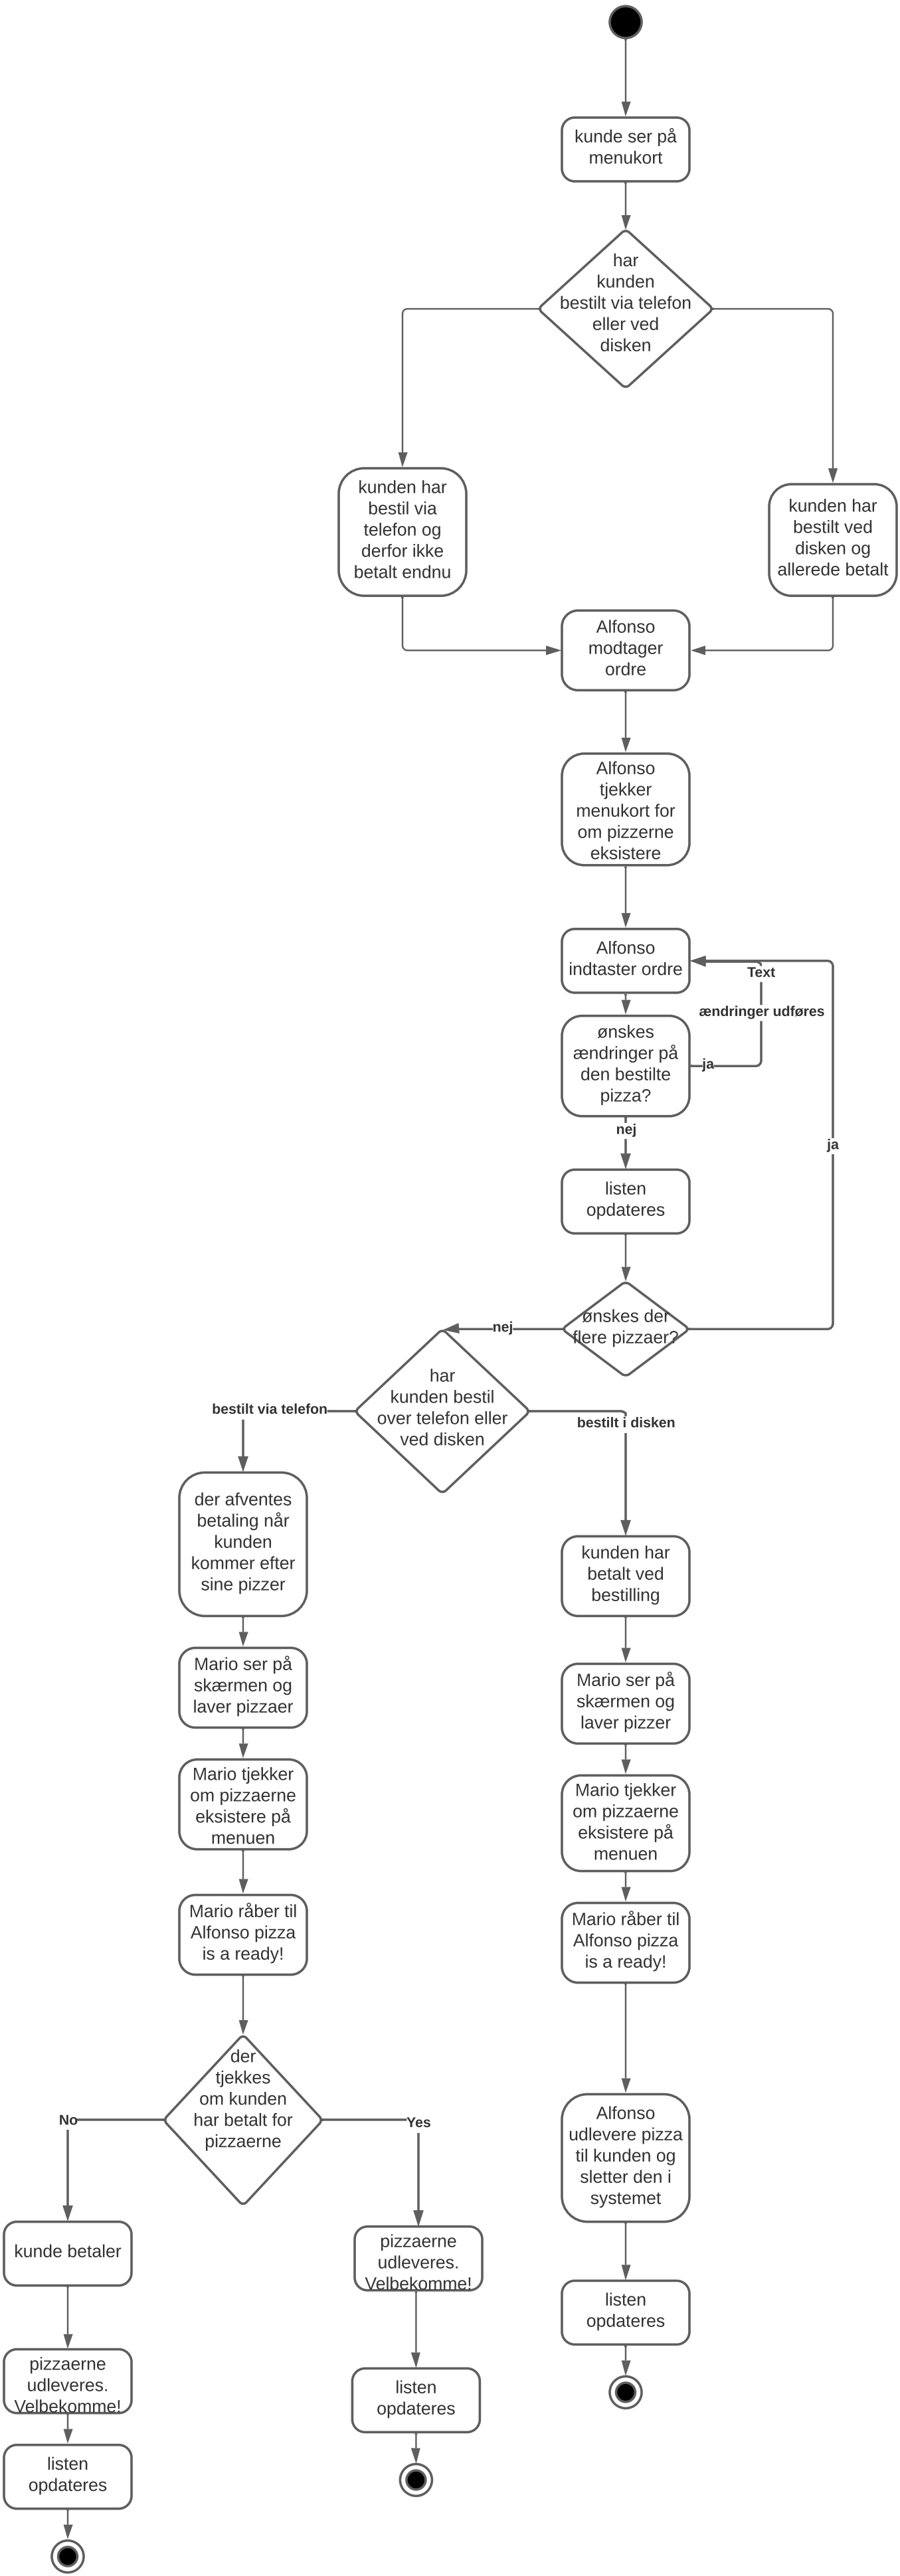 kunde ser på
menukort
har
kunden
bestilt via telefon
eller ved
disken
kunden har
bestil via
telefon og
derfor ikke
betalt endnu
kunden har
bestilt ved
disken og
allerede betalt
Alfonso
modtager
ordre
Alfonso
tjekker
menukort for
om pizzerne
eksistere
Alfonso
indtaster ordre
Text
ændringer udføres
ønskes
ændringer på
den bestilte
pizza?
ja
nej
ja
listen
opdateres
ønskes der
flere pizzaer?
nej
har
kunden bestil
over telefon eller
ved disken
bestilt via telefon
bestilt i disken
der afventes
betaling når
kunden
kommer efter
sine pizzer
kunden har
betalt ved
bestilling
Mario ser på
skærmen og
laver pizzaer
Mario ser på
skærmen og
laver pizzer
Mario tjekker
om pizzaerne
eksistere på
menuen
Mario tjekker
om pizzaerne
eksistere på
menuen
Mario råber til
Alfonso pizza
is a ready!
Mario råber til
Alfonso pizza
is a ready!
der
tjekkes
om kunden
har betalt for
pizzaerne
No
Yes
Alfonso
udlevere pizza
til kunden og
sletter den i
systemet
kunde betaler
pizzaerne
udleveres.
Velbekomme!
listen
opdateres
pizzaerne
udleveres.
Velbekomme!
listen
opdateres
listen
opdateres